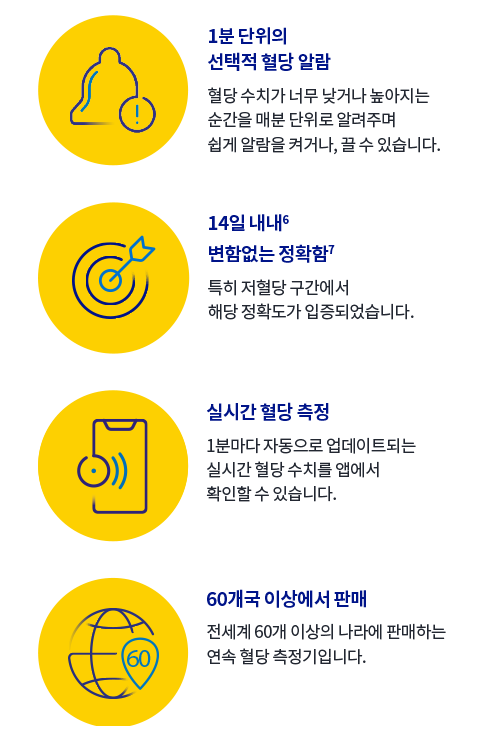 1분 단위의
선택적 혈당 알람
혈당 수치가 너무 낮거나 높아지는
순간을 매분 단위로 알려주며
쉽게 알람을 켜거나, 끌 수 있습니다.
14일 내내6
변함없는 정확함7
특히 저혈당 구간에서
해당 정확도가 입증되었습니다.
실시간 혈당 측정
1분마다 자동으로 업데이트되는
실시간 혈당 수치를 앱에서
확인할 수 있습니다.
60개국 이상에서 판매
전세계 60개 이상의 나라에 판매하는
60
연속 혈당 측정기입니다.